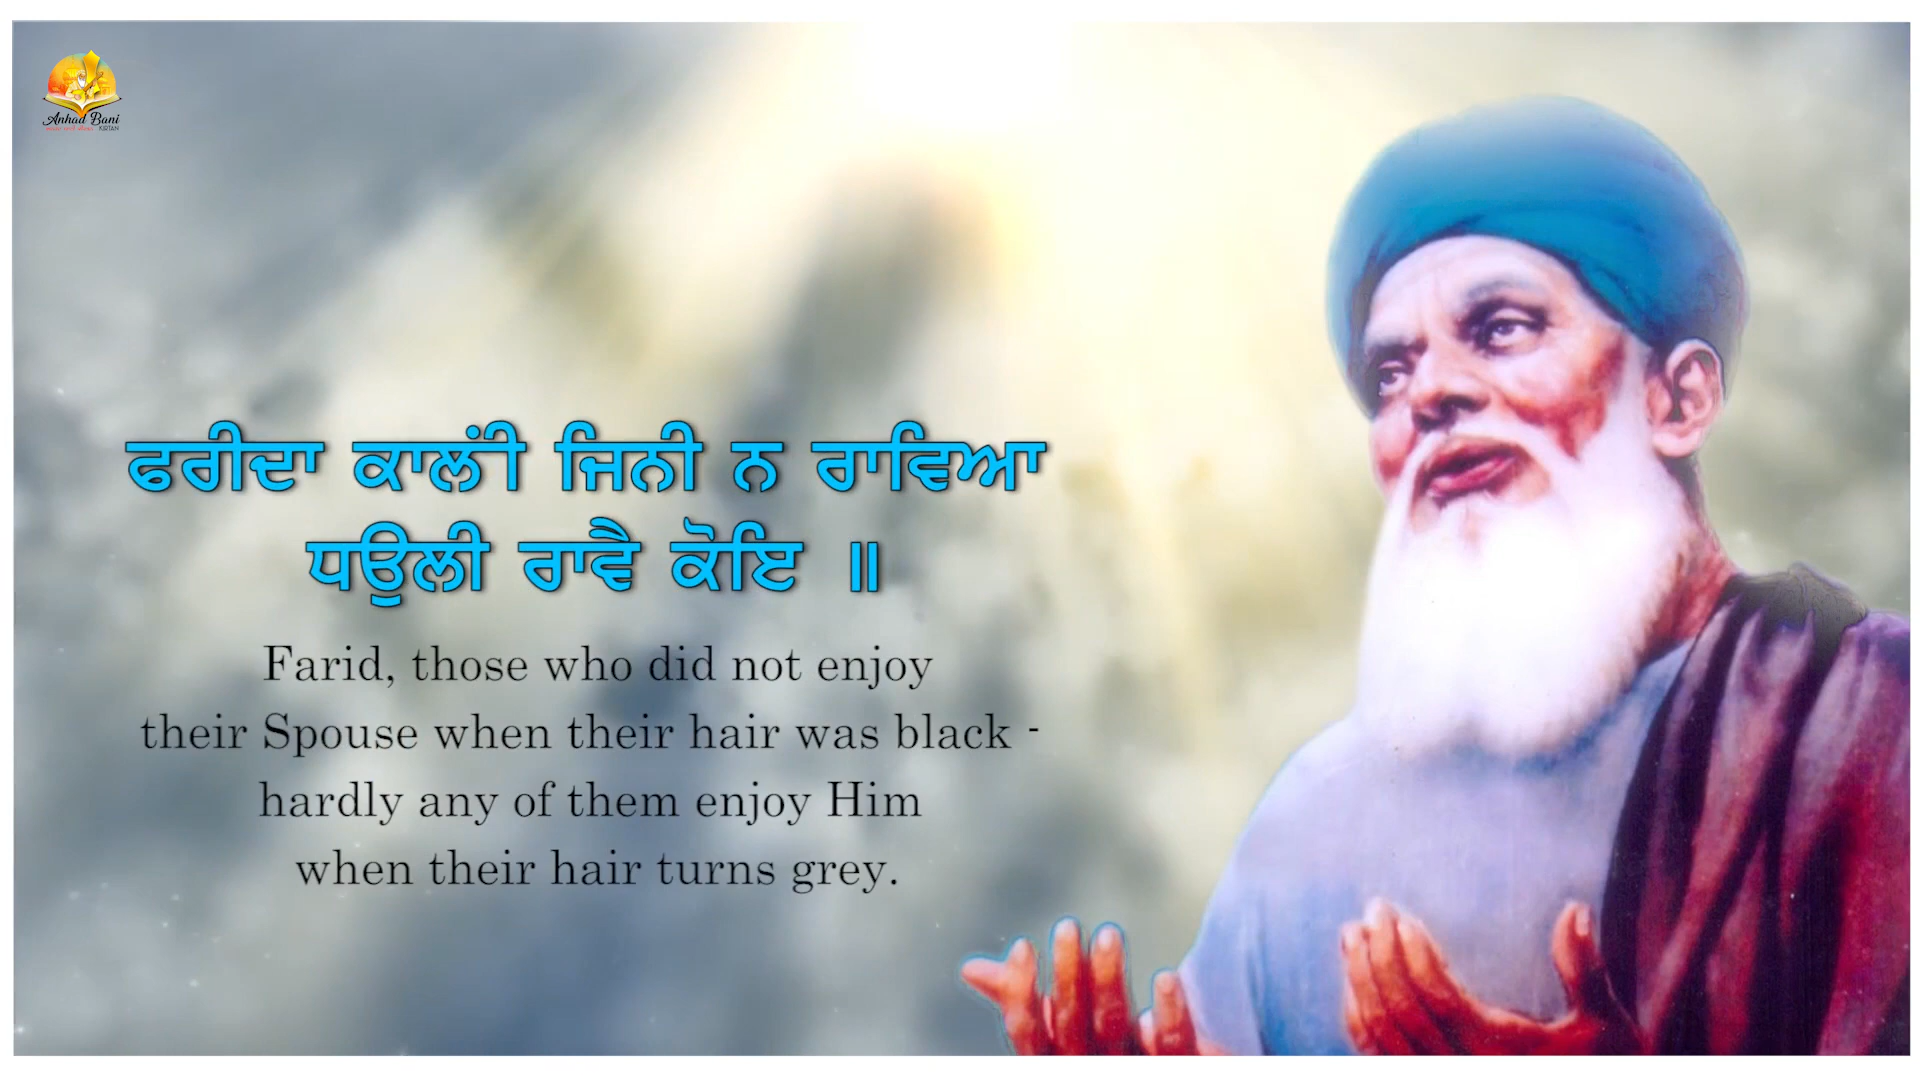 Anhad Bani
KIRTAN
ਫਰੀਦਾ ਕਾਲੀਂ ਜਿਨੀ ਨ ਰਾਵਿਆ
ਧਉਲੀ ਰਾਵੈ ਕੋਇ ॥
Farid, those who did not enjoy
their Spouse when their hair was black -
hardly any of them enjoy Him
when their hair turns grey.